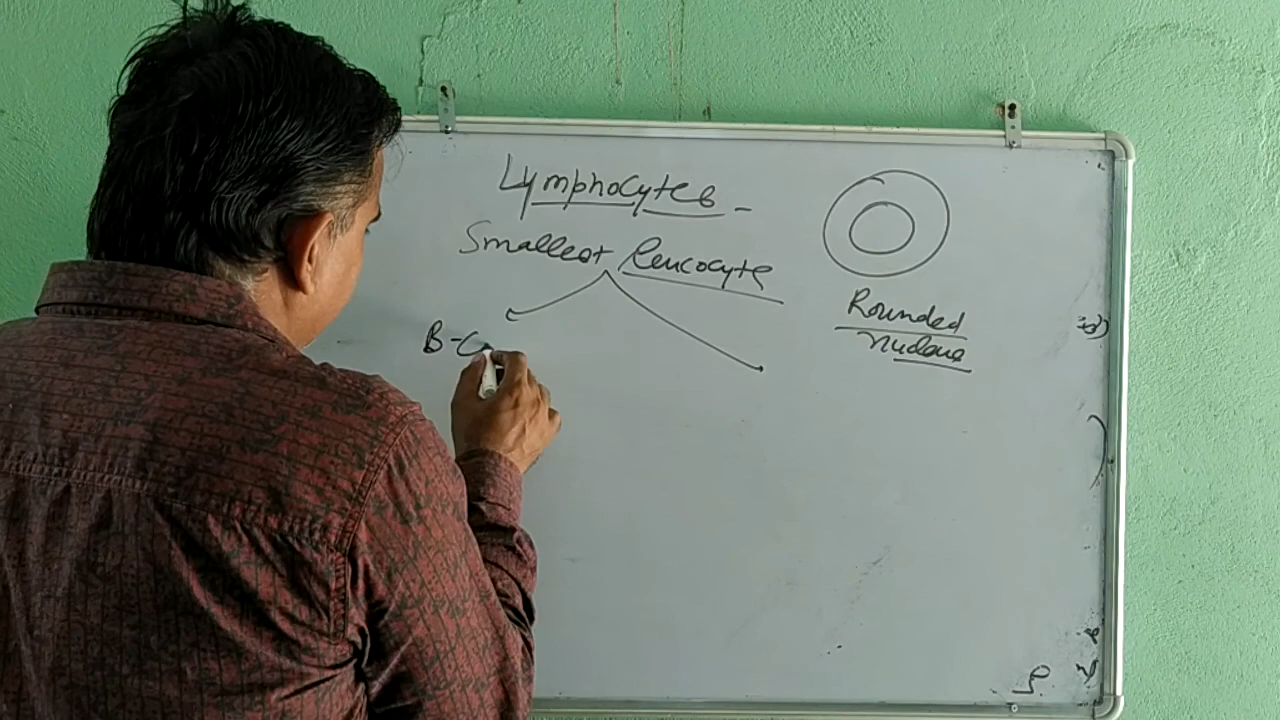 Lymphocytes -
Smallest leucocyte
B-C
Rounded
nucleus